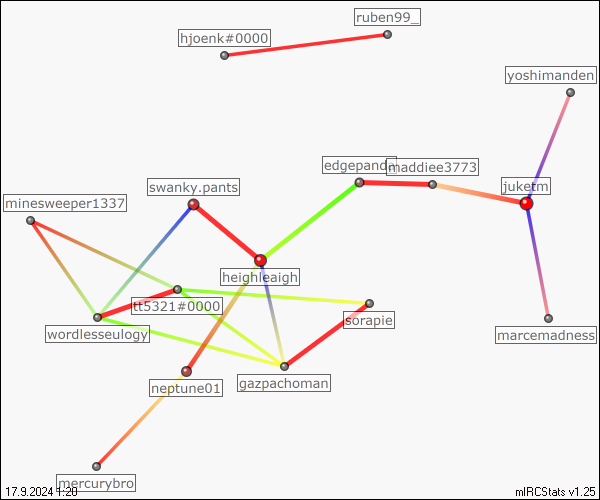 ruben99_
hjoenk#0000
yoshimanden
maddiee3773
juketm
swanky.pants
minesweeper1337
heighleaigh
tt5321#0000
sorapie
wordlesseulogy
marcemadness
gazpachoman
neptune01
mercurybro
17.9.2024 1:20
mIRCStats v1.25